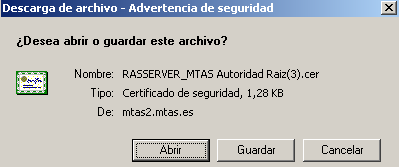 Descarga de archivo - Advertencia de seguridad
¿Desea abrir o guardar este archivo?
Nombre: RASSERVER_MTAS Autoridad Raiz(3).cer
Tipo: Certificado de seguridad, 1,28 KB
De: mtas2.mtas.es
Abrir Guardar Cancelar